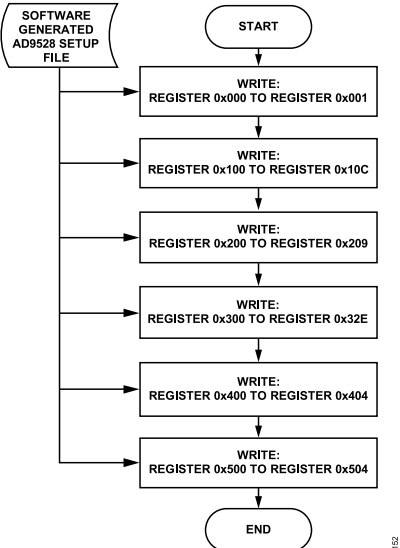 SOFTWARE
GENERATED
AD9528 SETUP
FILE
START
WRITE:
REGISTER 0x000 TO REGISTER 0x001
WRITE:
REGISTER 0x100 TO REGISTER 0x10C
WRITE:
REGISTER 0x200 TO REGISTER 0x209
WRITE:
REGISTER 0x300 TO REGISTER 0x32E
WRITE:
REGISTER 0x400 TO REGISTER 0x404
WRITE:
REGISTER 0x500 TO REGISTER 0x504
END
152